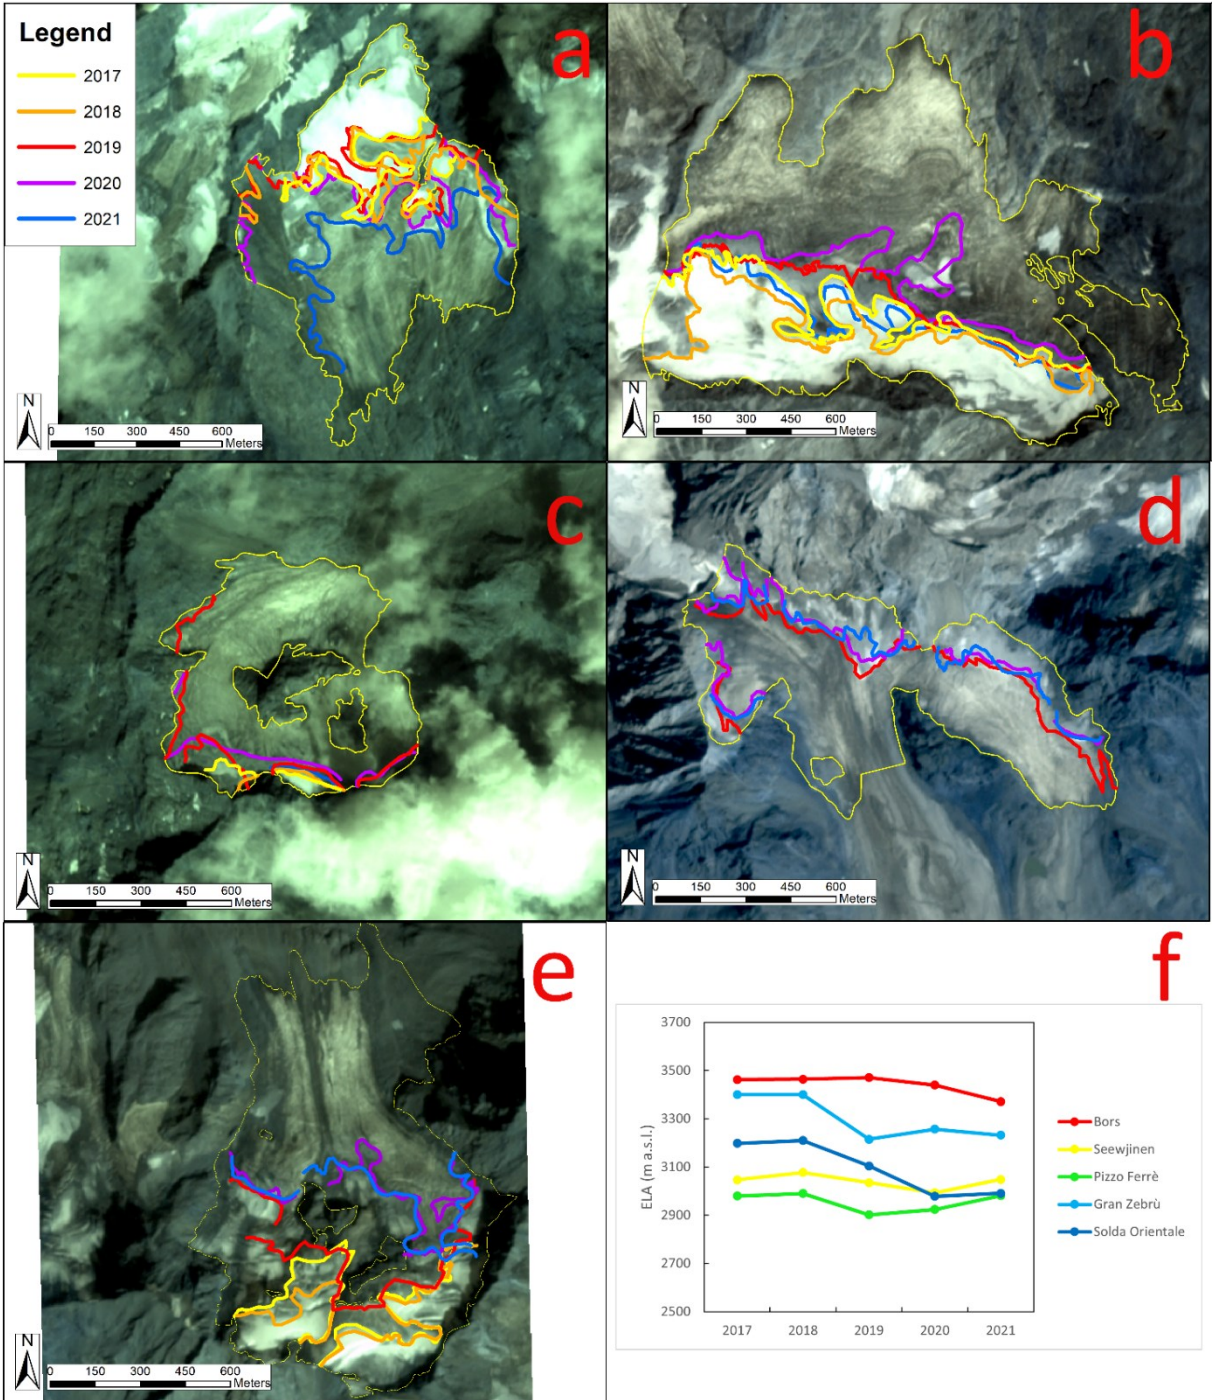 Legend
2017
2018
2019
2020
2021
a
N
0 150 300 450 600
Meters
b
N
0 150 300 450 600
Meters
c
N
0 150 300 450 600
Meters
d
N
0 150 300 450 600
Meters
e
N
0 150 300 450 600
Meters
f
3700
3500
3300
3100
2900
2700
2500
ELA (m a.s.l.)
2017 2018 2019 2020 2021
Bors
Seewjinen
Pizzo Ferrè
Gran Zebrù
Solda Orientale